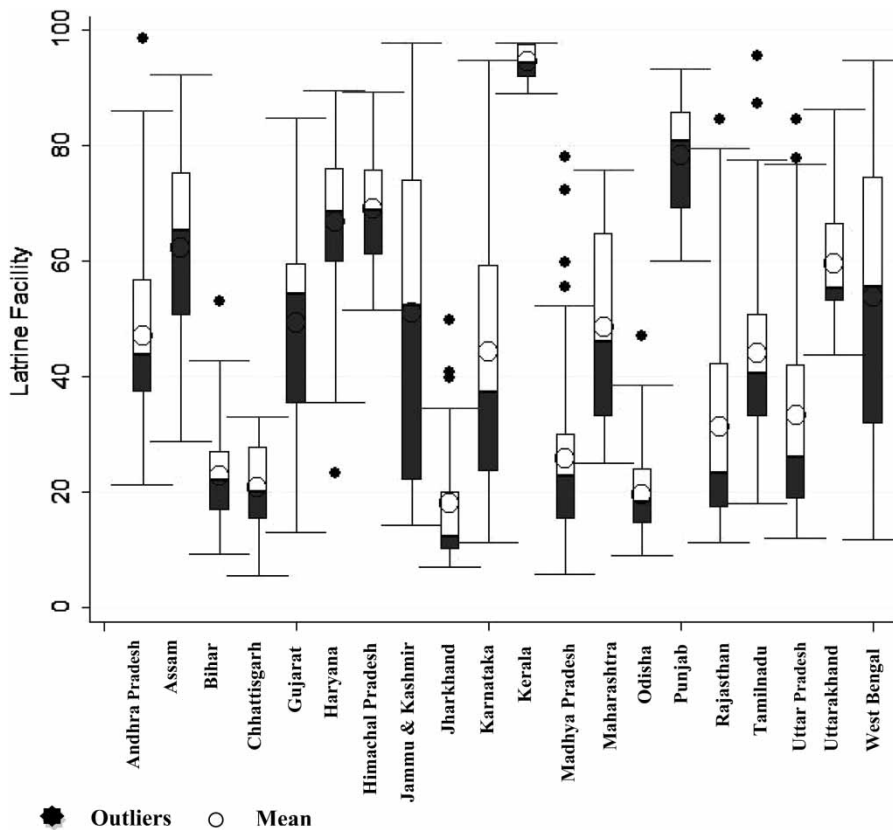 Latrine Facility
100
80
60
40
20
0
Andhra Pradesh
Assam
Bihar
Chhattisgarh
Gujarat
Haryana
Himachal Pradesh
Jammu & Kashmir
Jharkhand
Karnataka
Kerala
Madhya Pradesh
Maharashtra
Odisha
Punjab
Rajasthan
Tamilnadu
Uttar Pradesh
Uttarakhand
West Bengal
Outliers Mean